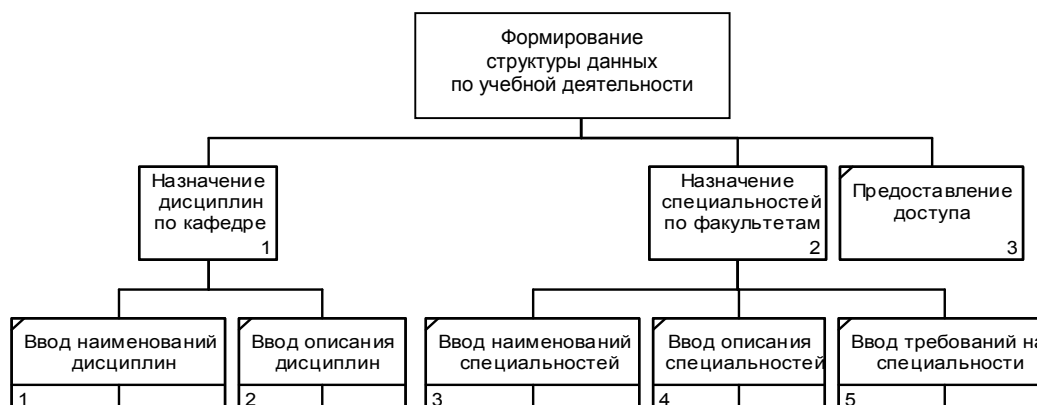 Формирование
структуры данных
по учебной деятельности
Назначение
дисциплин
по кафедре
1
Назначение
специальностей
по факультетам
2
Предоставление
доступа
3
Ввод наименований
дисциплин
1
Ввод описания
дисциплин
2
Ввод наименований
специальностей
3
Ввод описания
специальностей
4
Ввод требований на
специальности
5